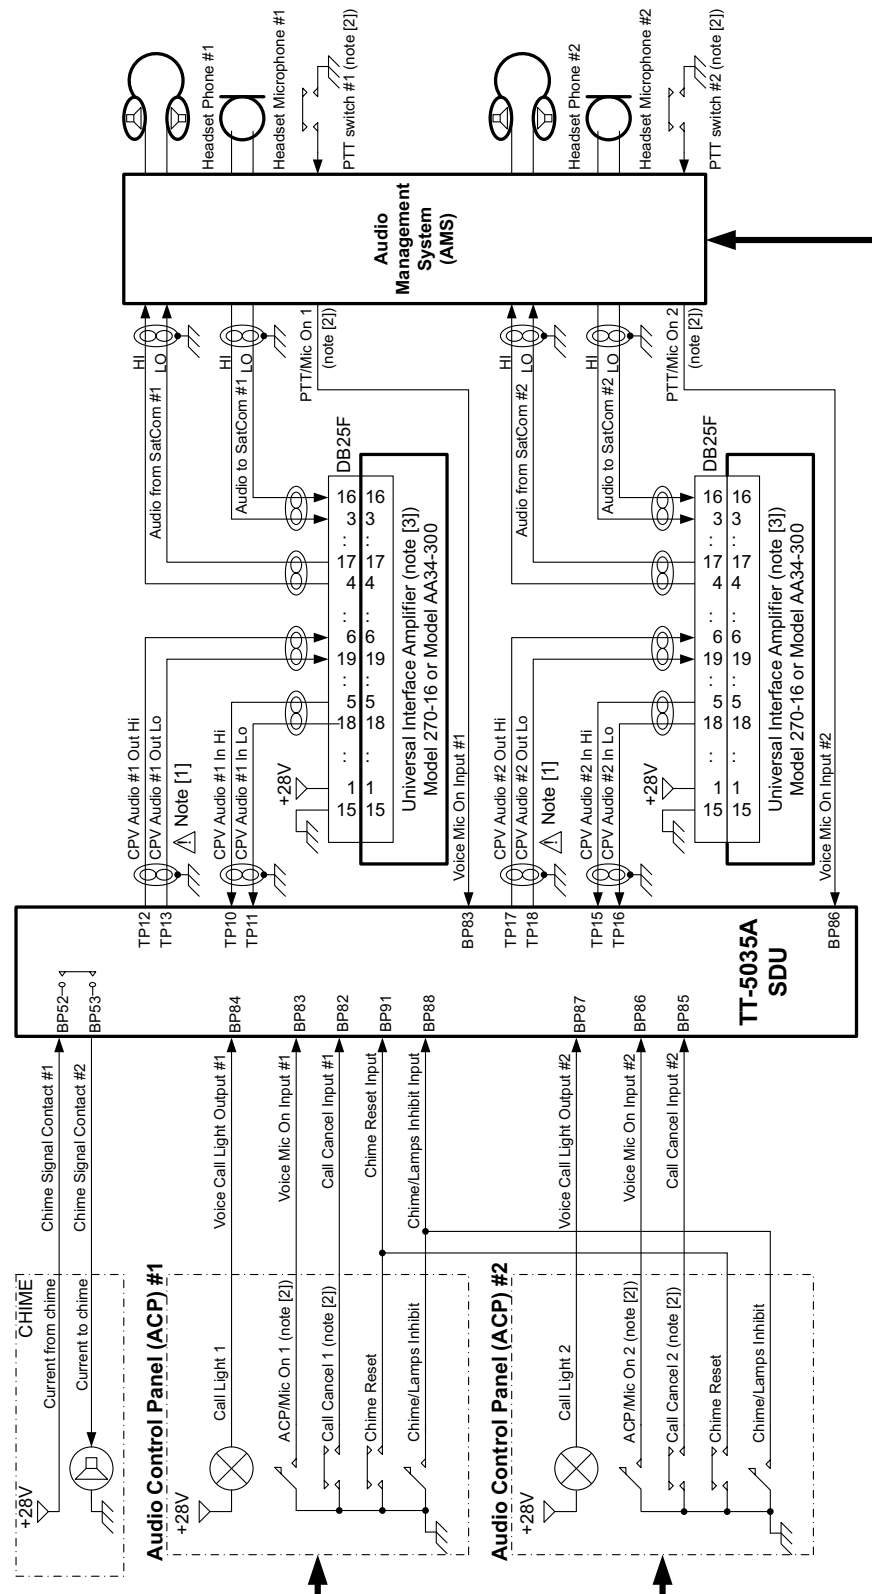 CHIME
+28V
Current from chime
Current to chime
Chime Signal Contact #1
Chime Signal Contact #2
BP52
BP53
Audio Control Panel (ACP) #1
+28V
Call Light 1
ACP/Mic On 1 (note [2])
Call Cancel 1 (note [2])
Chime Reset
Chime/Lamps Inhibit
Voice Call Light Output #1
Voice Mic On Input #1
Call Cancel Input #1
Chime Reset Input
Chime/Lamps Inhibit Input
BP84
BP83
BP82
BP91
BP88
Audio Control Panel (ACP) #2
+28V
Call Light 2
ACP/Mic On 2 (note [2])
Call Cancel 2 (note [2])
Chime Reset
Chime/Lamps Inhibit
Voice Call Light Output #2
Voice Mic On Input #2
Call Cancel Input #2
BP87
BP86
BP85
TT-5035A
SDU
TP12
TP13
TP10
TP11
BP83
TP17
TP18
TP15
TP16
BP86
CPV Audio #1 Out Hi
CPV Audio #1 Out Lo
! Note [1]
CPV Audio #1 In Hi
CPV Audio #1 In Lo
+28V
15 1 : 18 5 : 19 6 : 4 17 : 3 16
15 1 : 18 5 : 19 6 : 4 17 : 3 16
DB25F
Universal Interface Amplifier (note [3])
Model 270-16 or Model AA34-300
Voice Mic On Input #1
Audio from SatCom #1
HI
LO
Audio to SatCom #1
HI
LO
PTT/Mic On 1
(note [2])
CPV Audio #2 Out Hi
CPV Audio #2 Out Lo
! Note [1]
CPV Audio #2 In Hi
CPV Audio #2 In Lo
+28V
15 1 : 18 5 : 19 6 : 4 17 : 3 16
15 1 : 18 5 : 19 6 : 4 17 : 3 16
DB25F
Universal Interface Amplifier (note [3])
Model 270-16 or Model AA34-300
Voice Mic On Input #2
Audio from SatCom #2
HI
LO
Audio to SatCom #2
HI
LO
PTT/Mic On 2
(note [2])
Audio
Management
System
(AMS)
Headset Phone #1
Headset Microphone #1
PTT switch #1 (note [2])
Headset Phone #2
Headset Microphone #2
PTT switch #2 (note [2])